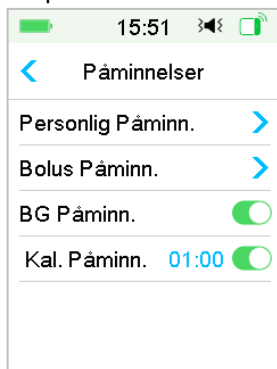 15:51
Påminnelser
Personlig Påminn.
Bolus Påminn.
BG Påminn.
Kal. Påminn. 01:00